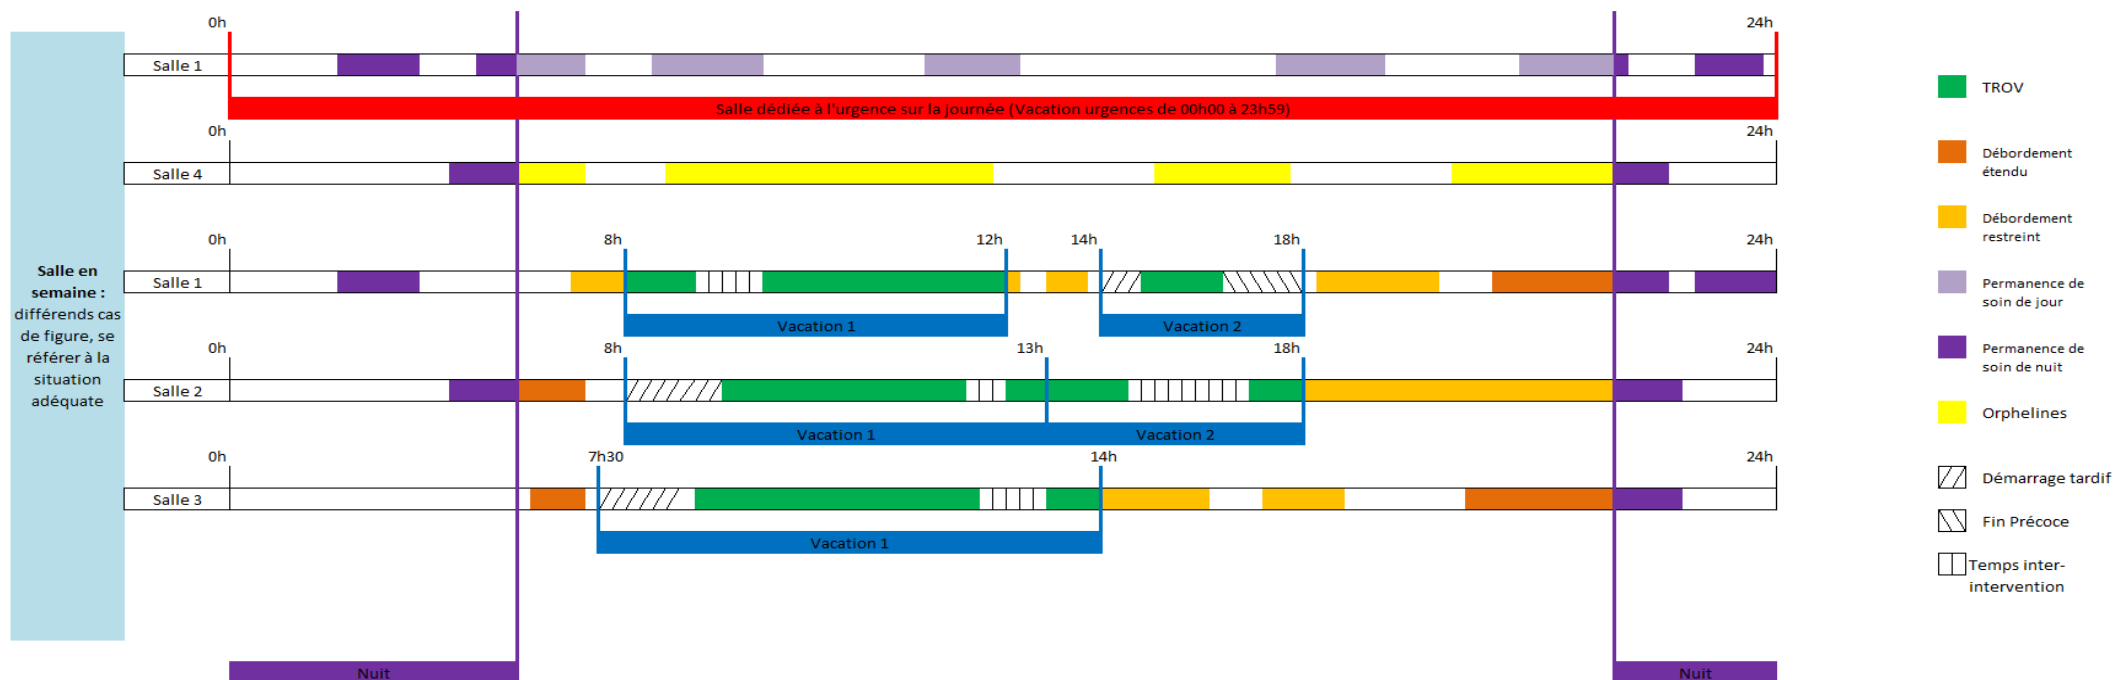 0h
24h
Salle 1
Salle dédiée à l'urgence sur la journée (Vacation urgences de 00h00 à 23h59)
0h
24h
Salle 4
0h
8h
12h
14h
18h
24h
Salle 1
Vacation 1
Vacation 2
0h
8h
13h
18h
24h
Salle 2
Vacation 1
Vacation 2
0h
7h30
14h
24h
Salle 3
Vacation 1
Nuit
Nuit
Salle en
semaine :
différends cas
de figure, se
référer à la
situation
adéquate
TROV
Débordement
étendu
Débordement
restreint
Permanence de
soin de jour
Permanence de
soin de nuit
Orphelines
Démarrage tardif
Fin Précoce
Temps inter-
intervention